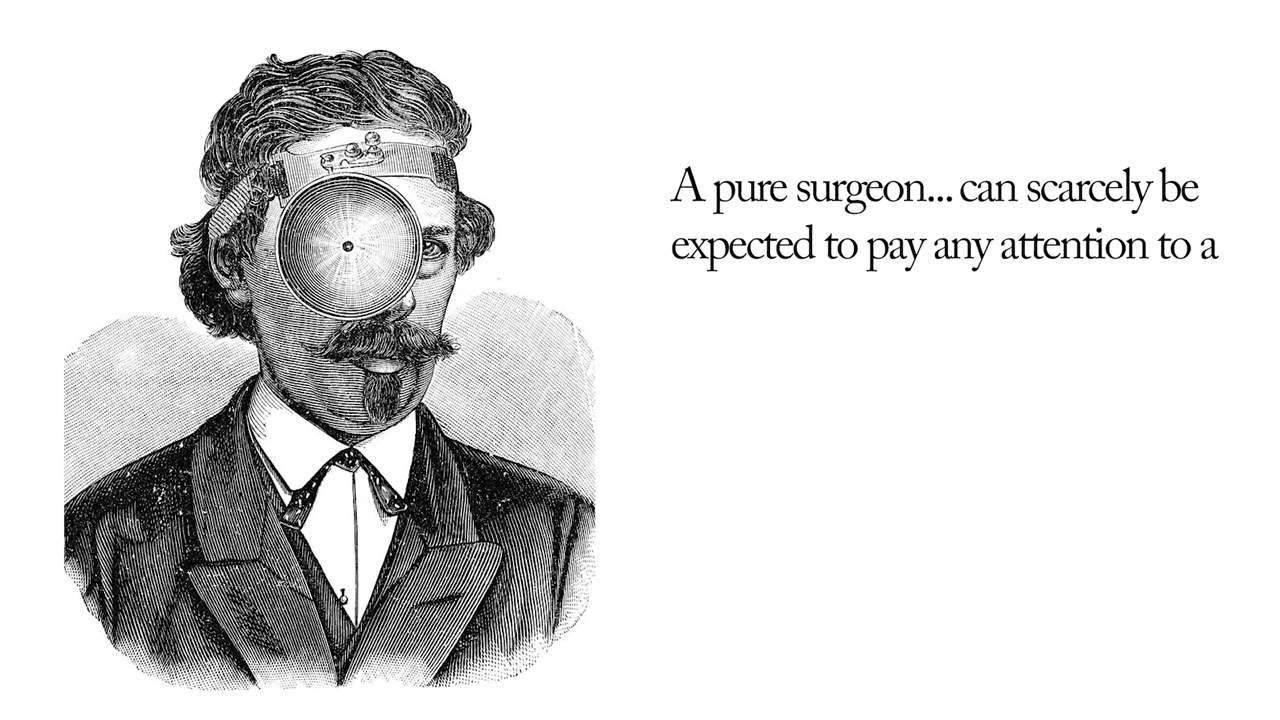 A pure surgeon... can scarcely be
expected to pay any attention to a